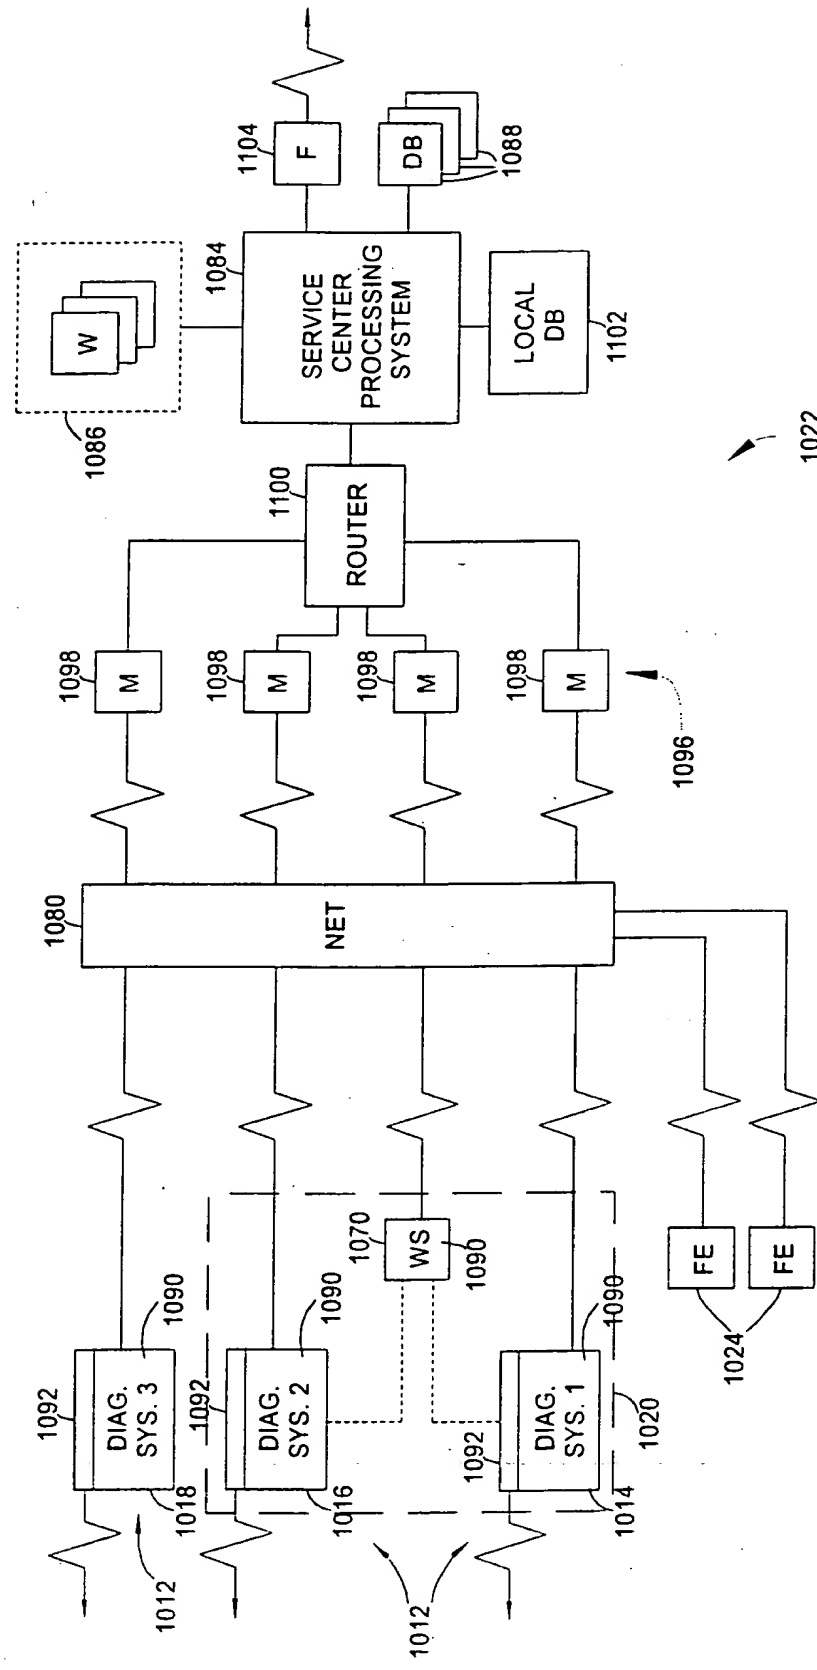 1092
DIAG.
SYS. 3
1090
1018
1012
1092
DIAG.
SYS. 2
1090
1016
1070
WS
1090
1092
DIAG.
SYS. 1
1090
1014
1020
1012
FE
FE
1024
1080
NET
1098
M
1098
M
1098
M
1098
M
1096
1100
ROUTER
1086
W
1084
SERVICE
CENTER
PROCESSING
SYSTEM
1104
F
DB
1088
LOCAL
DB
1102
1022